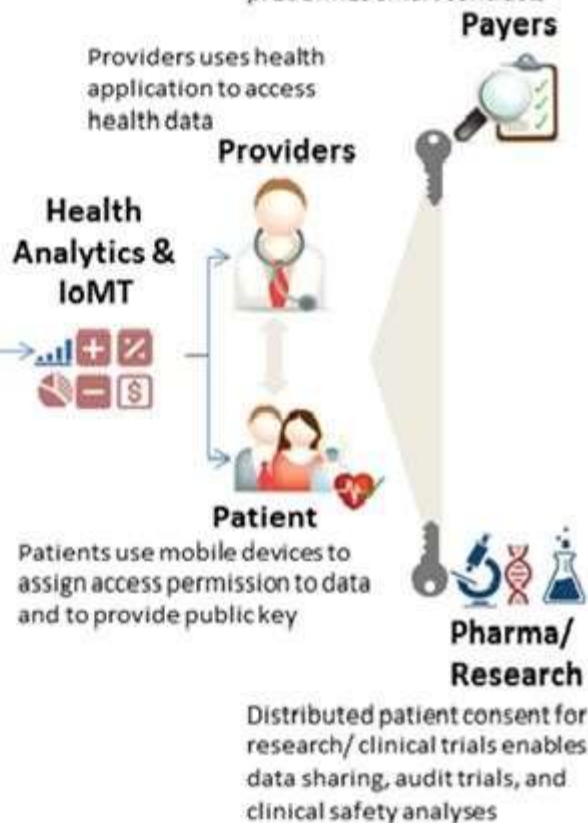 Payers
Providers uses health
application to access
health data
Providers
Health
Analytics &
IoMT
Patient
Patients use mobile devices to
assign access permission to data
and to provide public key
Pharma/
Research
Distributed patient consent for
research/ clinical trials enables
data sharing, audit trials, and
clinical safety analyses